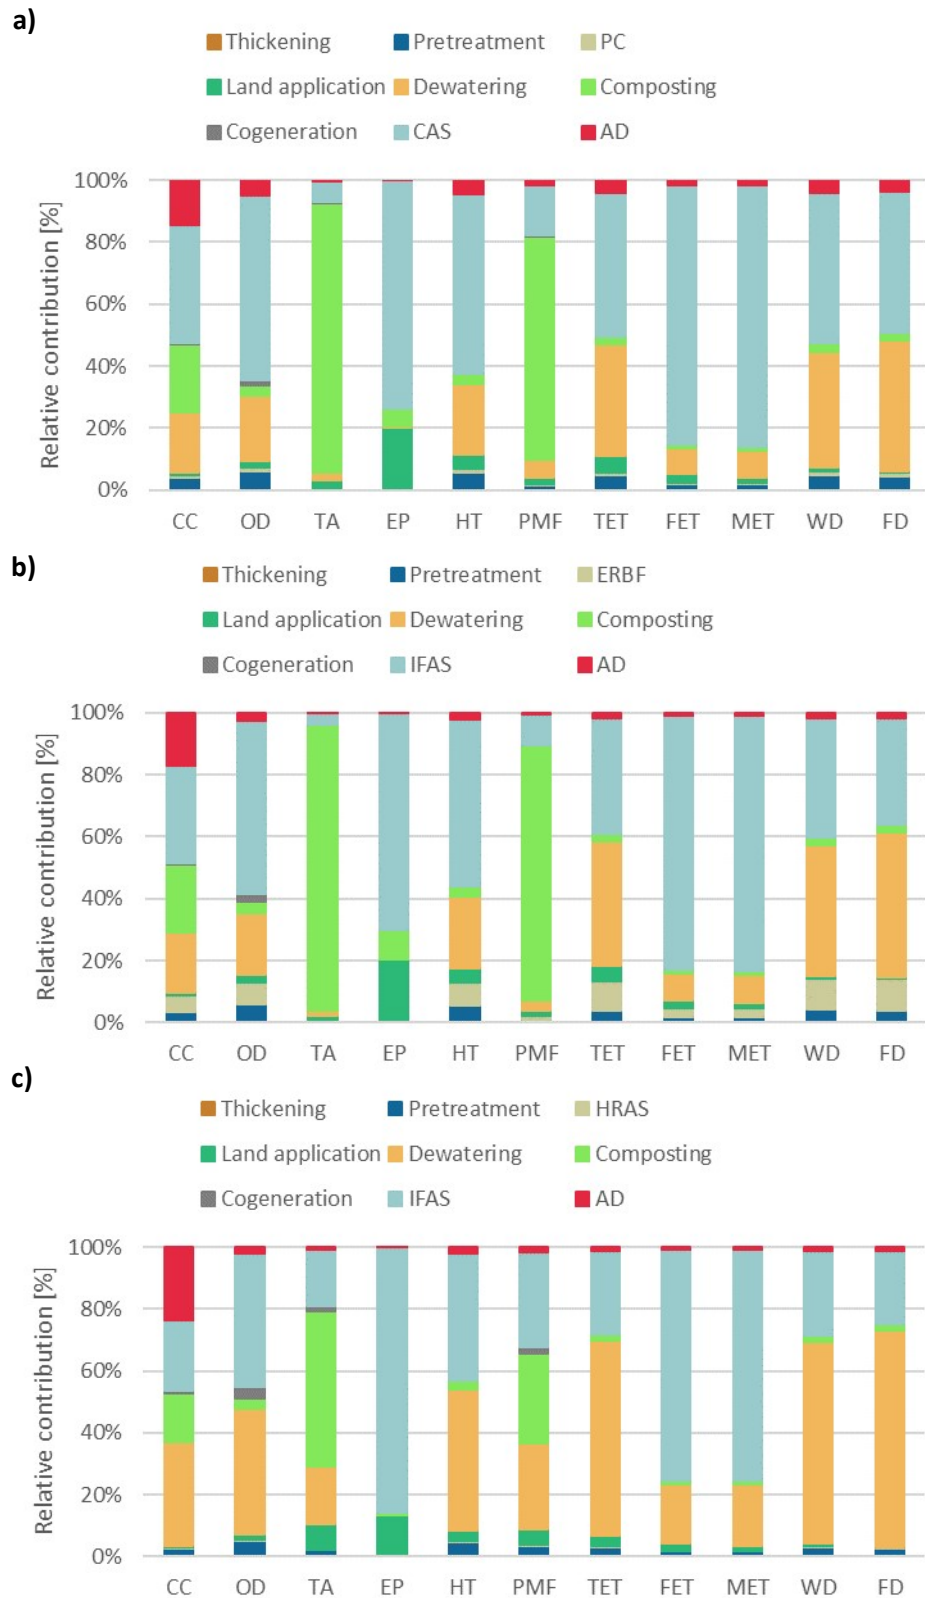 a)
Thickening Pretreatment PC
Land application Dewatering Composting
Cogeneration CAS AD
Relative contribution [%]
100%
80%
60%
40%
20%
0%
CC OD TA EP HT PMF TET FET MET WD FD
b)
Thickening Pretreatment ERBF
Land application Dewatering Composting
Cogeneration IFAS AD
Relative contribution [%]
100%
80%
60%
40%
20%
0%
CC OD TA EP HT PMF TET FET MET WD FD
c)
Thickening Pretreatment HRAS
Land application Dewatering Composting
Cogeneration IFAS AD
Relative contribution [%]
100%
80%
60%
40%
20%
0%
CC OD TA EP HT PMF TET FET MET WD FD